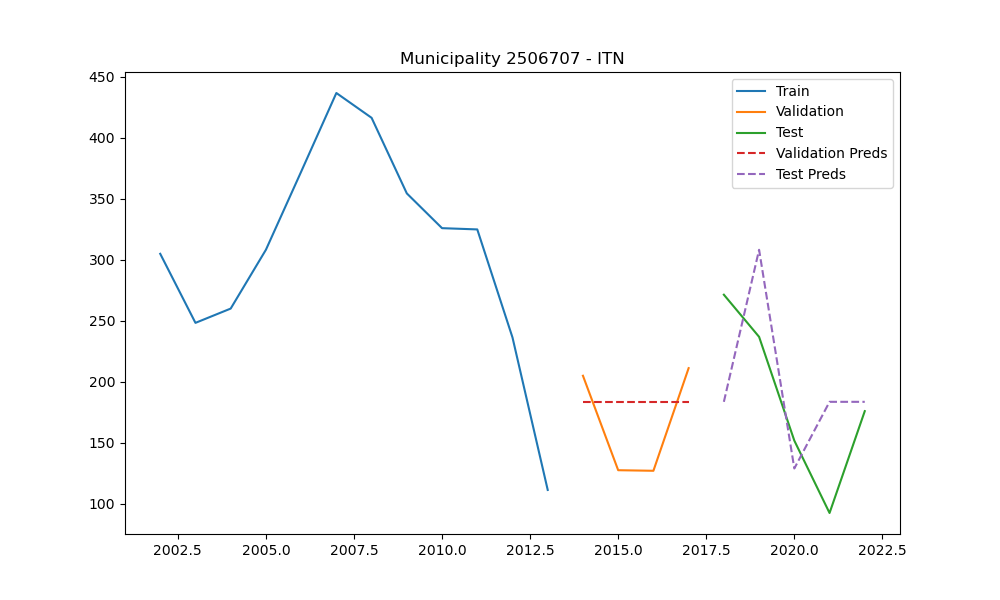 Municipality 2506707 - ITN
450
400
350
300
250
200
150
100
Train
Validation
Test
Validation Preds
Test Preds
2002.5 2005.0 2007.5 2010.0 2012.5 2015.0 2017.5 2020.0 2022.5